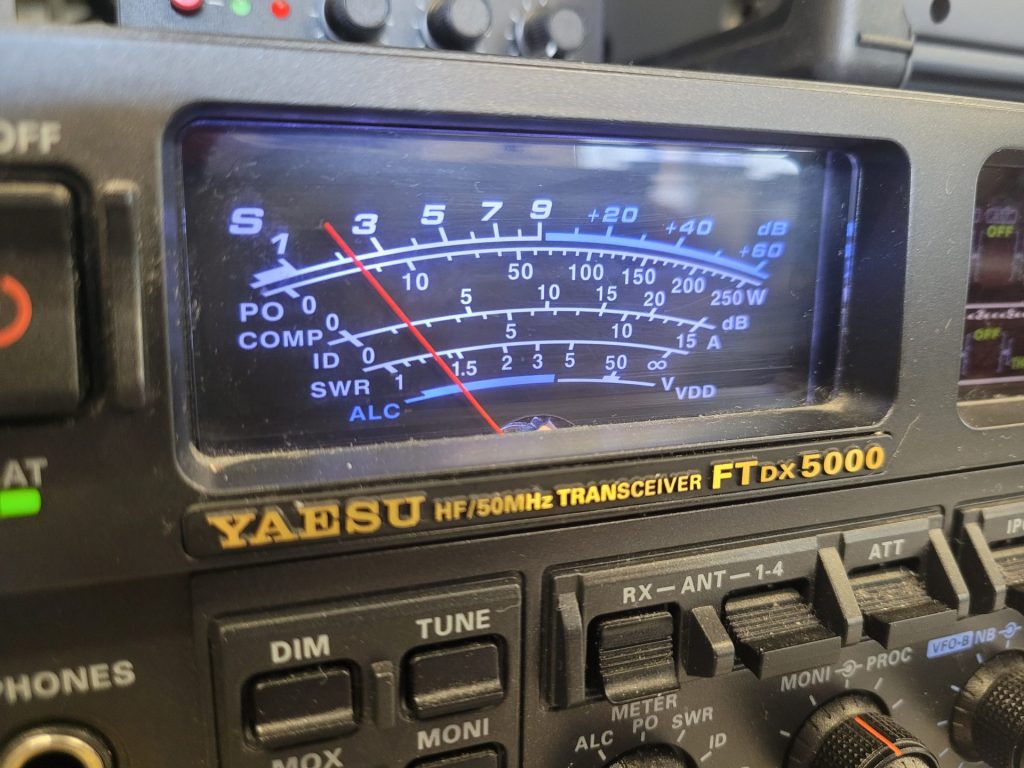 OFF
S 1 3 5 7 9 +20 +40 +60 dB
PO 0 10 50 100 150 200 250 W
COMP 0 5 10 15 20 dB
ID 0 5 10 15 A
SWR 1 1.5 2 3 5 50 ∞
ALC V VDD
OFF
OFF
AT
YAESU HF/50MHz TRANSCEIVER FTDX5000
RX-ANT-1-4
ATT
DIM
TUNE
PHONES
MOX
MONI
METER
ALC PO SWR ID
MONI PROC
VFO-B NB